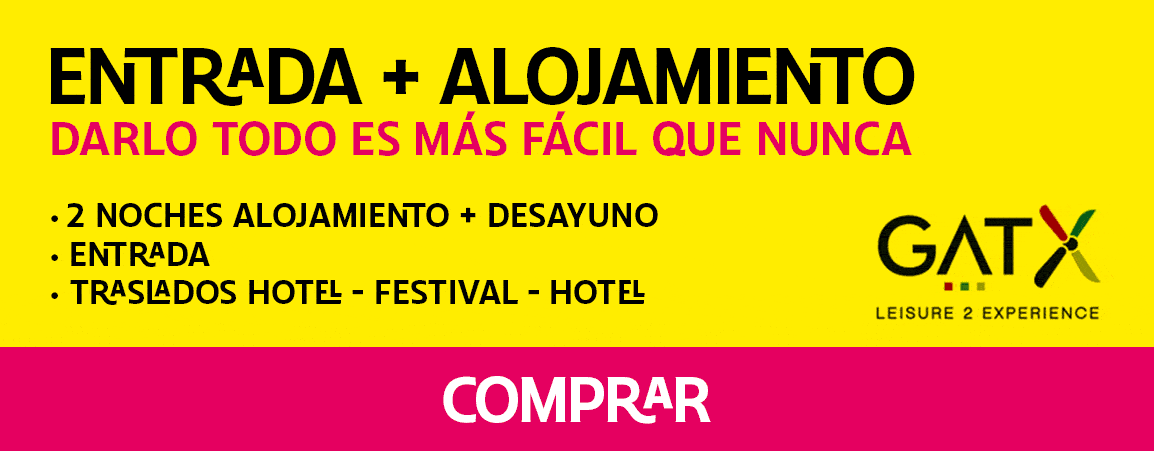 ENTRADA + ALOJAMIENTO
DARLO TODO ES MÁS FÁCIL QUE NUNCA
• 2 NOCHES ALOJAMIENTO + DESAYUNO
• ENTRADA
• TRASLADOS HOTEL - FESTIVAL - HOTEL
GATX
LEISURE 2 EXPERIENCE
COMPRAR